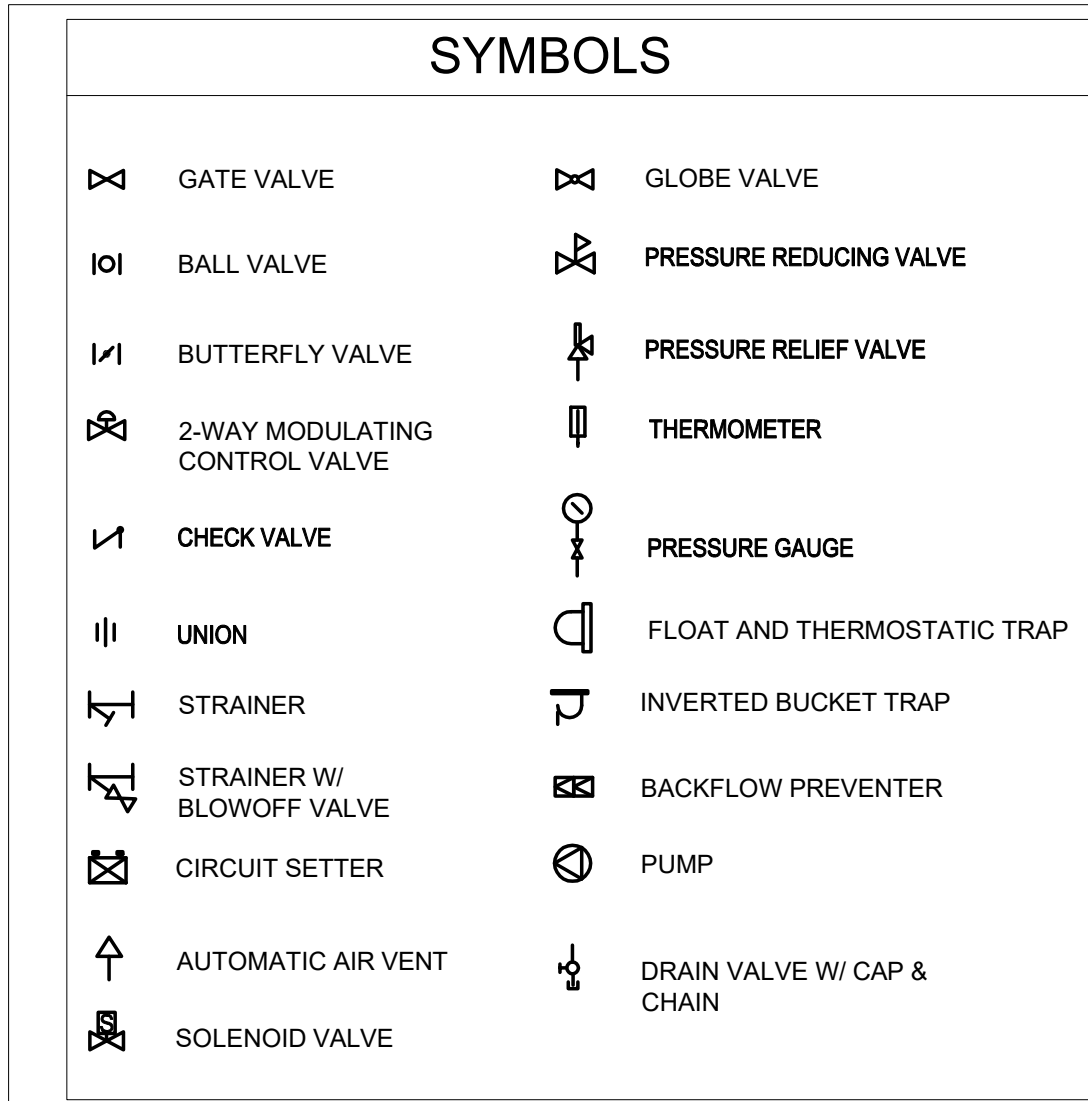 SYMBOLS
GATE VALVE
BALL VALVE
BUTTERFLY VALVE
2-WAY MODULATING
CONTROL VALVE
CHECK VALVE
UNION
STRAINER
STRAINER W/
BLOWOFF VALVE
CIRCUIT SETTER
AUTOMATIC AIR VENT
S
SOLENOID VALVE
GLOBE VALVE
PRESSURE REDUCING VALVE
PRESSURE RELIEF VALVE
THERMOMETER
PRESSURE GAUGE
FLOAT AND THERMOSTATIC TRAP
INVERTED BUCKET TRAP
BACKFLOW PREVENTER
PUMP
DRAIN VALVE W/ CAP &
CHAIN